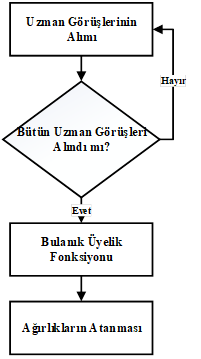 Uzman Görüşlerinin
Alımı
Hayır
Bütün Uzman Görüşleri
Alındı mı?
Evet
Bulanık Üyelik
Fonksiyonu
Ağırlıkların Atanması